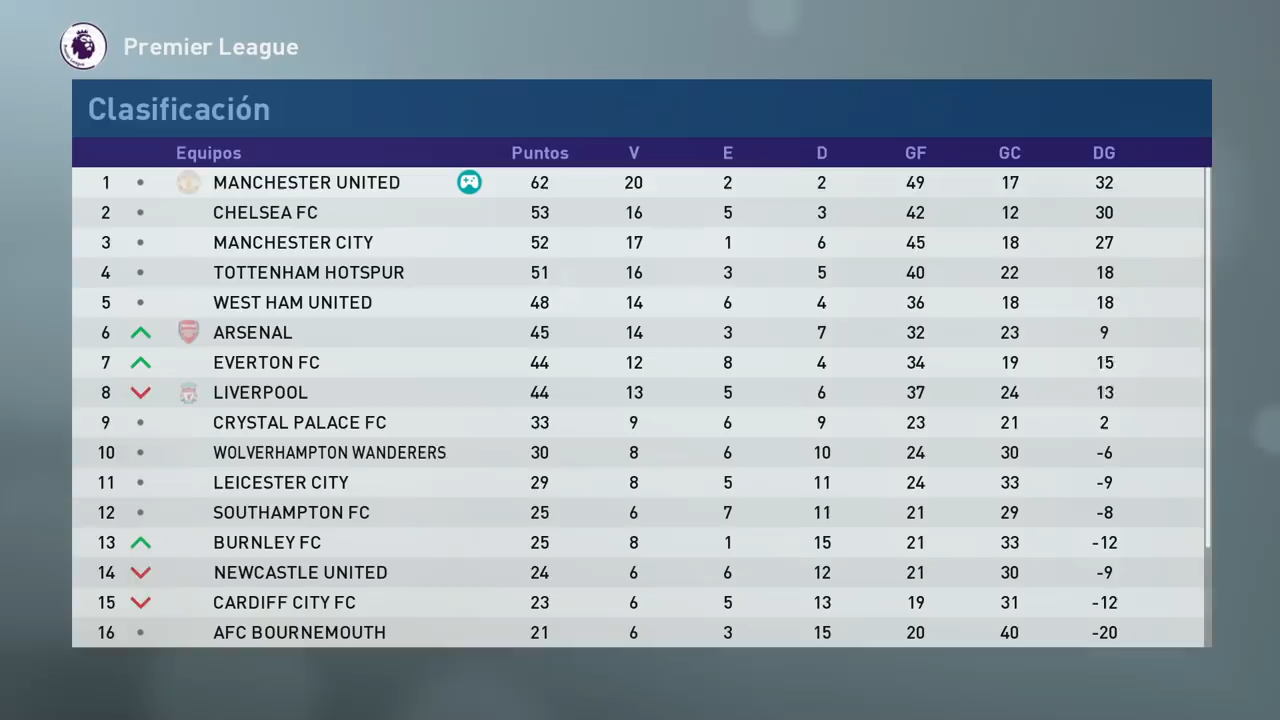 Premier League
Clasificación
Equipos Puntos V E D GF GC DG
1 MANCHESTER UNITED 62 20 2 2 49 17 32
2 CHELSEA FC 53 16 5 3 42 12 30
3 MANCHESTER CITY 52 17 1 6 45 18 27
4 TOTTENHAM HOTSPUR 51 16 3 5 40 22 18
5 WEST HAM UNITED 48 14 6 4 36 18 18
6 ARSENAL 45 14 3 7 32 23 9
7 EVERTON FC 44 12 8 4 34 19 15
8 LIVERPOOL 44 13 5 6 37 24 13
9 CRYSTAL PALACE FC 33 9 6 9 23 21 2
10 WOLVERHAMPTON WANDERERS 30 8 6 10 24 30 -6
11 LEICESTER CITY 29 8 5 11 24 33 -9
12 SOUTHAMPTON FC 25 6 7 11 21 29 -8
13 BURNLEY FC 25 8 1 15 21 33 -12
14 NEWCASTLE UNITED 24 6 6 12 21 30 -9
15 CARDIFF CITY FC 23 6 5 13 19 31 -12
16 AFC BOURNEMOUTH 21 6 3 15 20 40 -20